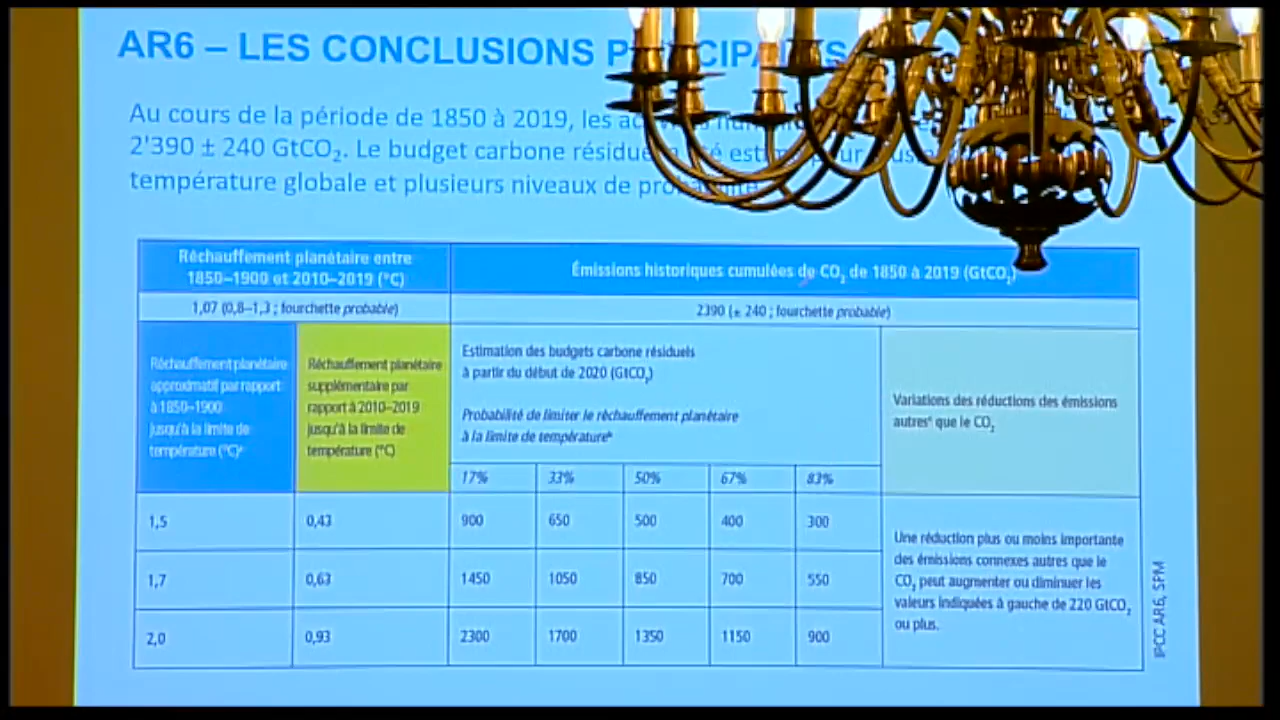 AR6 – LES CONCLUSIONS
Au cours de la période de 1850 à 2019, les
2'390 ± 240 GtCO₂. Le budget carbone
température globale et plusieurs niveaux de
Réchauffement planétaire entre
1850–1900 et 2010–2019 (°C)
Émissions historiques cumulées de CO₂ de 1850 à 2019 (GtCO₂)
1,07 (0,8–1,3 ; fourchette probable)
2390 (± 240 ; fourchette probable)
Réchauffement planétaire
approximatif par rapport
à 1850–1900
jusqu'à la limite de
température (°C)ᵃ
Réchauffement planétaire
supplémentaire par
rapport à 2010–2019
jusqu'à la limite de
température (°C)
Estimation des budgets carbone résiduels
à partir du début de 2020 (GtCO₂)
Probabilité de limiter le réchauffement planétaire
à la limite de températureᵇ
Variations des réductions des émissions
autresᶜ que le CO₂
17% 33% 50% 67% 83%
1,5 0,43 900 650 500 400 300
1,7 0,63 1450 1050 850 700 550
2,0 0,93 2300 1700 1350 1150 900
Une réduction plus ou moins importante
des émissions connexes autres que le
CO₂ peut augmenter ou diminuer les
valeurs indiquées à gauche de 220 GtCO₂
ou plus.
IPCC AR6, SPM